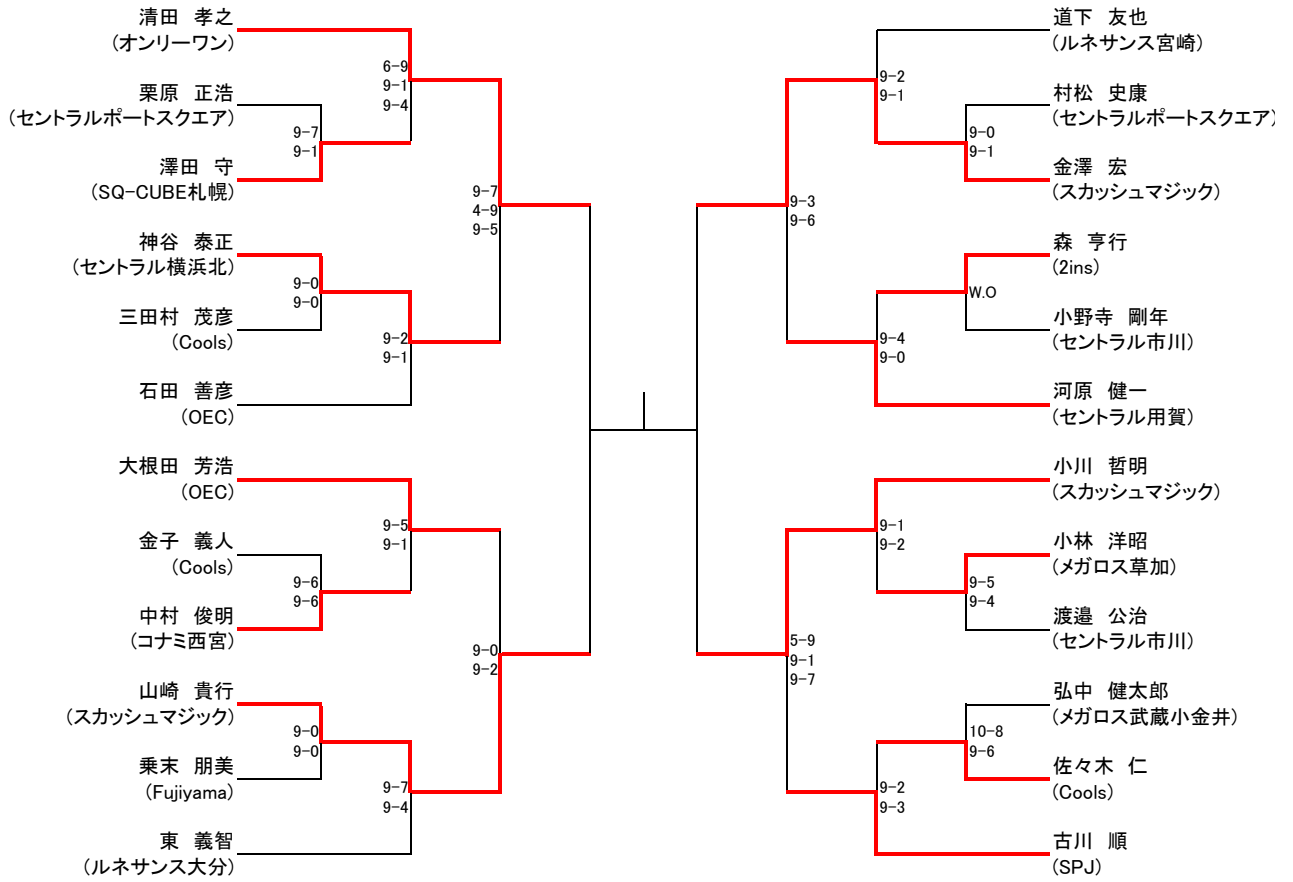 清田 孝之
(オンリーワン)
栗原 正浩
(セントラルポートスクエア)
澤田 守
(SQ-CUBE札幌)
神谷 泰正
(セントラル横浜北)
三田村 茂彦
(Cools)
石田 善彦
(OEC)
大根田 芳浩
(OEC)
金子 義人
(Cools)
中村 俊明
(コナミ西宮)
山崎 貴行
(スカッシュマジック)
乗末 朋美
(Fujiyama)
東 義智
(ルネサンス大分)
9-7
9-1
9-0
9-0
9-6
9-6
9-0
9-0
6-9
9-1
9-4
9-2
9-1
9-5
9-1
9-7
9-4
9-7
4-9
9-5
9-0
9-2
9-3
9-6
5-9
9-1
9-7
9-2
9-1
9-4
9-0
9-1
9-2
9-2
9-3
9-0
9-1
W.O
9-5
9-4
10-8
9-6
道下 友也
(ルネサンス宮崎)
村松 史康
(セントラルポートスクエア)
金澤 宏
(スカッシュマジック)
森 亨行
(2ins)
小野寺 剛年
(セントラル市川)
河原 健一
(セントラル用賀)
小川 哲明
(スカッシュマジック)
小林 洋昭
(メガロス草加)
渡邉 公治
(セントラル市川)
弘中 健太郎
(メガロス武蔵小金井)
佐々木 仁
(Cools)
古川 順
(SPJ)